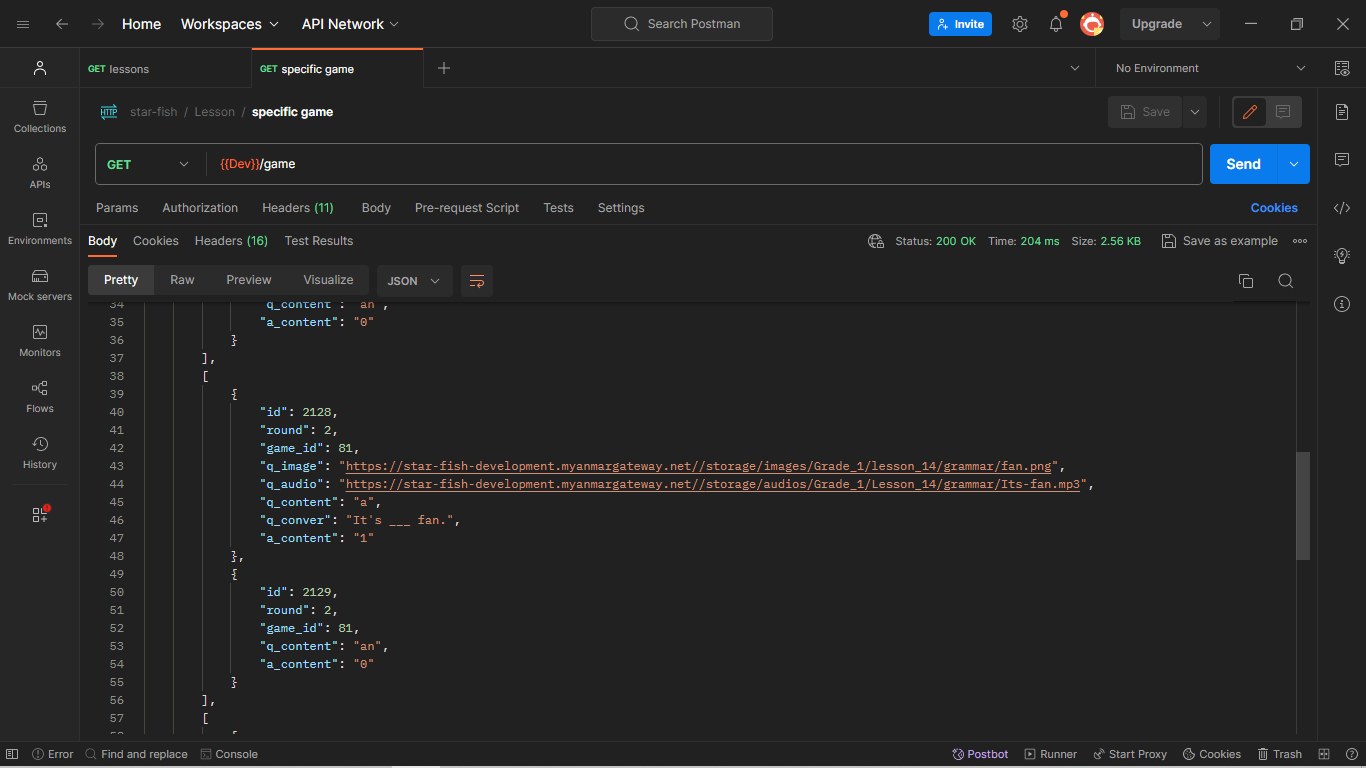 Home Workspaces API Network Search Postman Invite Upgrade
GET lessons GET specific game No Environment
HTTP star-fish / Lesson / specific game Save
GET {{Dev}}/game Send
Params Authorization Headers (11) Body Pre-request Script Tests Settings Cookies
Body Cookies Headers (16) Test Results Status: 200 OK Time: 204 ms Size: 2.56 KB Save as example
Pretty Raw Preview Visualize JSON
Collections
APIs
Environments
Mock servers
Monitors
Flows
History
34 "q_content": "an",
35 "a_content": "0"
36 }
37 ],
38 [
39 {
40 "id": 2128,
41 "round": 2,
42 "game_id": 81,
43 "q_image": "https://star-fish-development.myanmargateway.net//storage/images/Grade_1/lesson_14/grammar/fan.png",
44 "q_audio": "https://star-fish-development.myanmargateway.net//storage/audios/Grade_1/Lesson_14/grammar/Its-fan.mp3",
45 "q_content": "a",
46 "q_conver": "It's ___ fan.",
47 "a_content": "1"
48 },
49 {
50 "id": 2129,
51 "round": 2,
52 "game_id": 81,
53 "q_content": "an",
54 "a_content": "0"
55 }
56 ],
57 [
Error Find and replace Console Postbot Runner Start Proxy Cookies Trash